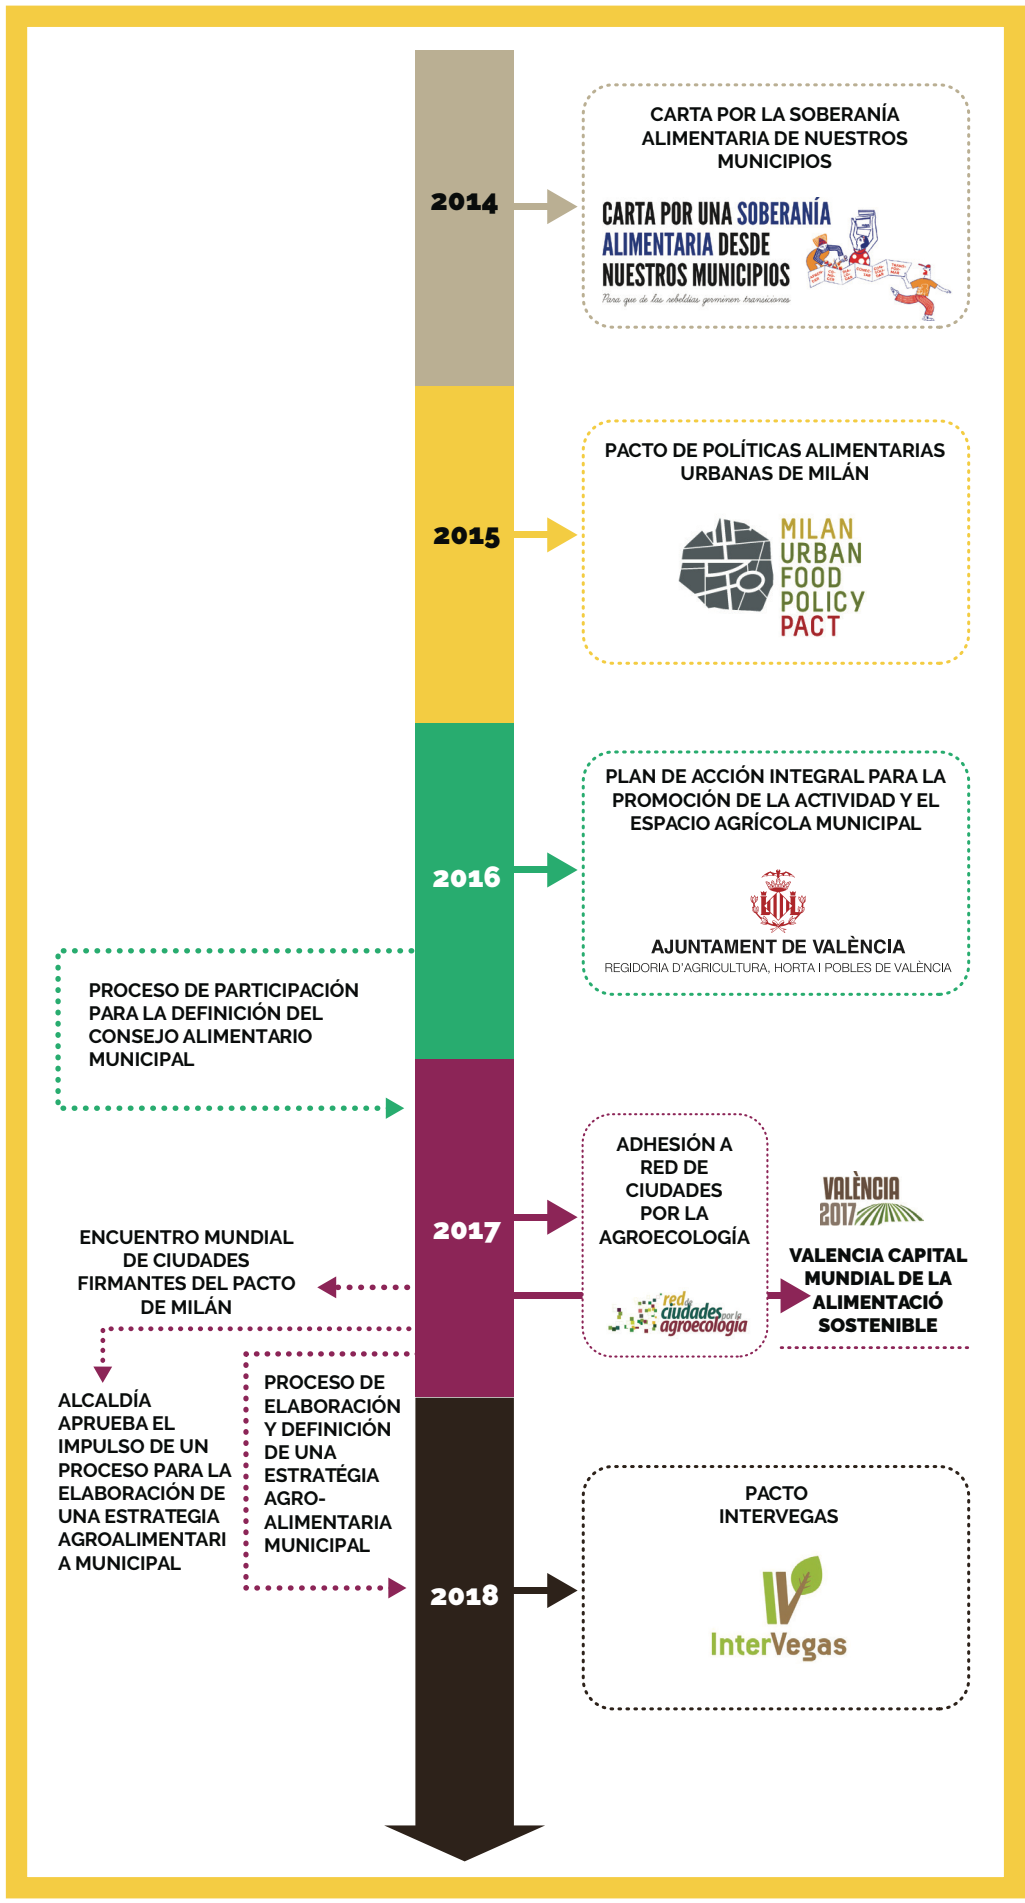 2014
CARTA POR LA SOBERANÍA
ALIMENTARIA DE NUESTROS
MUNICIPIOS
CARTA POR UNA SOBERANÍA
ALIMENTARIA DESDE
NUESTROS MUNICIPIOS
Para que de las rebeldías germinen transiciones
2015
PACTO DE POLÍTICAS ALIMENTARIAS
URBANAS DE MILÁN
MILAN
URBAN
FOOD
POLICY
PACT
2016
PLAN DE ACCIÓN INTEGRAL PARA LA
PROMOCIÓN DE LA ACTIVIDAD Y EL
ESPACIO AGRÍCOLA MUNICIPAL
AJUNTAMENT DE VALÈNCIA
REGIDORIA D'AGRICULTURA, HORTA I POBLES DE VALÈNCIA
PROCESO DE PARTICIPACIÓN
PARA LA DEFINICIÓN DEL
CONSEJO ALIMENTARIO
MUNICIPAL
2017
ADHESIÓN A
RED DE
CIUDADES
POR LA
AGROECOLOGÍA
red de
ciudades por la
agroecología
VALÈNCIA
2017
VALENCIA CAPITAL
MUNDIAL DE LA
ALIMENTACIÓ
SOSTENIBLE
ENCUENTRO MUNDIAL
DE CIUDADES
FIRMANTES DEL PACTO
DE MILÁN
ALCALDÍA
APRUEBA EL
IMPULSO DE UN
PROCESO PARA LA
ELABORACIÓN DE
UNA ESTRATEGIA
AGROALIMENTARI
A MUNICIPAL
PROCESO DE
ELABORACIÓN
Y DEFINICIÓN
DE UNA
ESTRATÉGIA
AGRO-
ALIMENTARIA
MUNICIPAL
2018
PACTO
INTERVEGAS
InterVegas